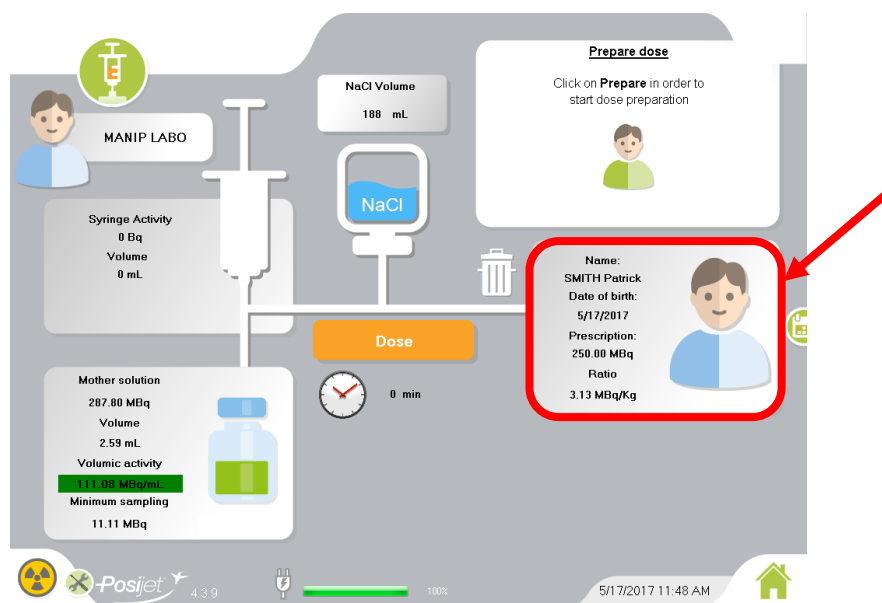 E
MANIP LABO
NaCl Volume
188 mL
Prepare dose
Click on Prepare in order to
start dose preparation
NaCl
Syringe Activity
0 Bq
Volume
0 mL
Name:
SMITH Patrick
Date of birth:
5/17/2017
Prescription:
250.00 MBq
Ratio
3.13 MBq/Kg
Dose
0 min
Mother solution
287.80 MBq
Volume
2.59 mL
Volumic activity
111.08 MBq/mL
Minimum sampling
11.11 MBq
Posijet 4.3.9
100%
5/17/2017 11:48 AM